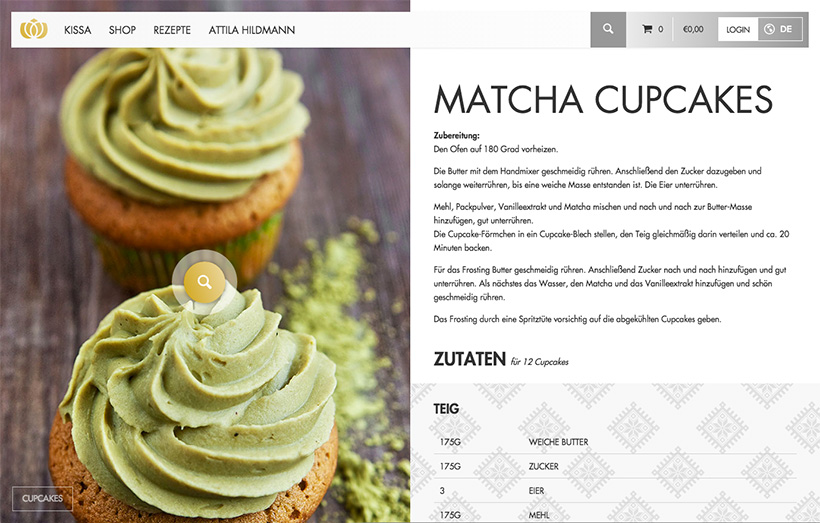 KISSA SHOP REZEPTE ATTILA HILDMANN 0 €0,00 LOGIN DE
MATCHA CUPCAKES
Zubereitung:
Den Ofen auf 180 Grad vorheizen.
Die Butter mit dem Handmixer geschmeidig rühren. Anschließend den Zucker dazugeben und
solange weiterrühren, bis eine weiche Masse entstanden ist. Die Eier unterrühren.
Mehl, Packpulver, Vanilleextrakt und Matcha mischen und nach und nach zur Butter-Masse
hinzufügen, gut unterrühren.
Die Cupcake-Förmchen in ein Cupcake-Blech stellen, den Teig gleichmäßig darin verteilen und ca. 20
Minuten backen.
Für das Frosting Butter geschmeidig rühren. Anschließend Zucker nach und nach hinzufügen und gut
unterrühren. Als nächstes das Wasser, den Matcha und das Vanilleextrakt hinzufügen und schön
geschmeidig rühren.
Das Frosting durch eine Spritztüte vorsichtig auf die abgekühlten Cupcakes geben.
ZUTATEN für 12 Cupcakes
TEIG
175G WEICHE BUTTER
175G ZUCKER
3 EIER
175G MEHL
CUPCAKES